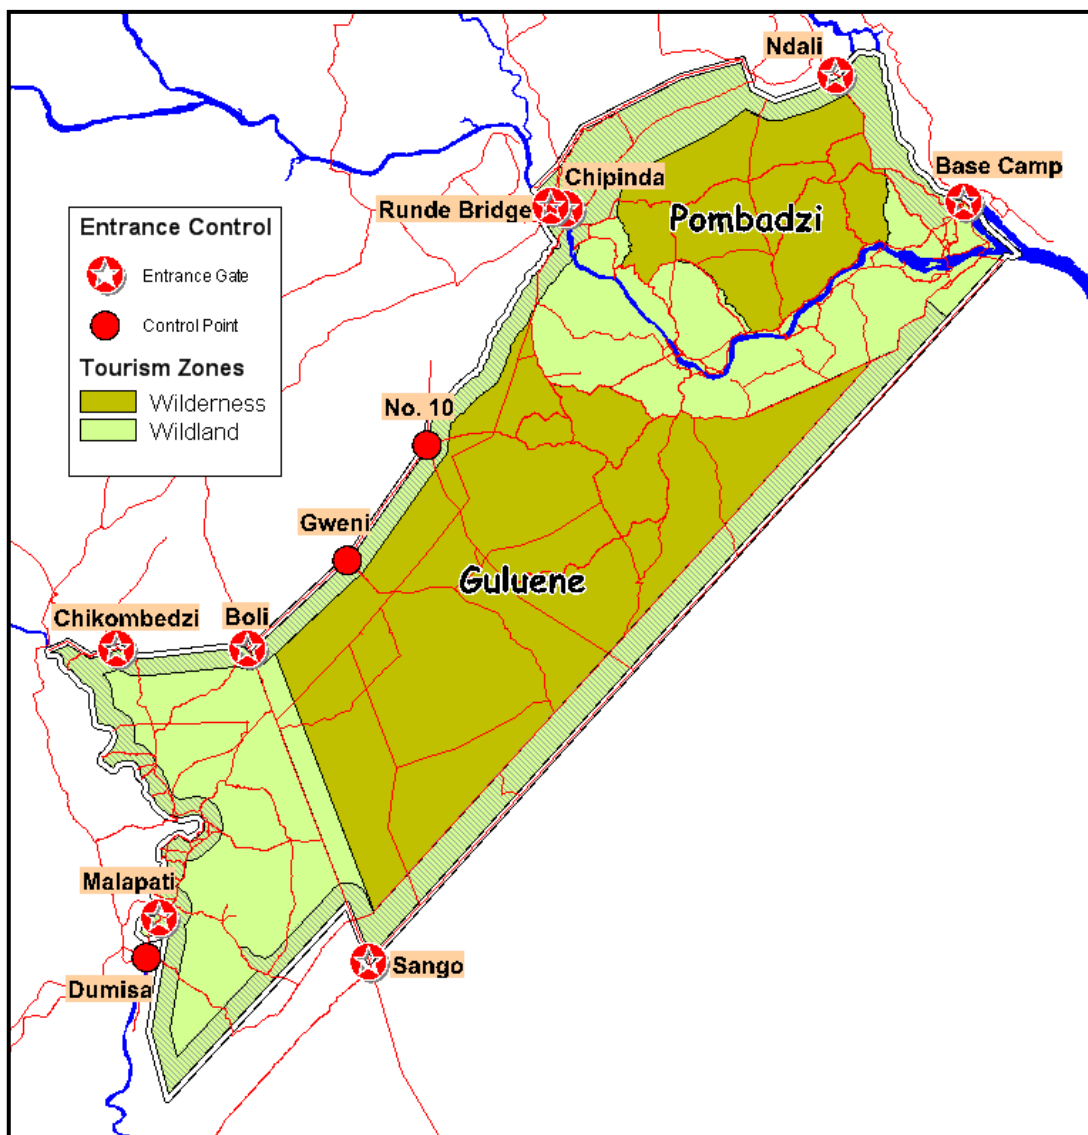 Ndali
Base Camp
Chipinda
Runde Bridge
Pombadzi
Entrance Control
Entrance Gate
Control Point
Tourism Zones
Wilderness
Wildland
No. 10
Gweni
Guluene
Chikombedzi
Boli
Malapati
Sango
Dumisa